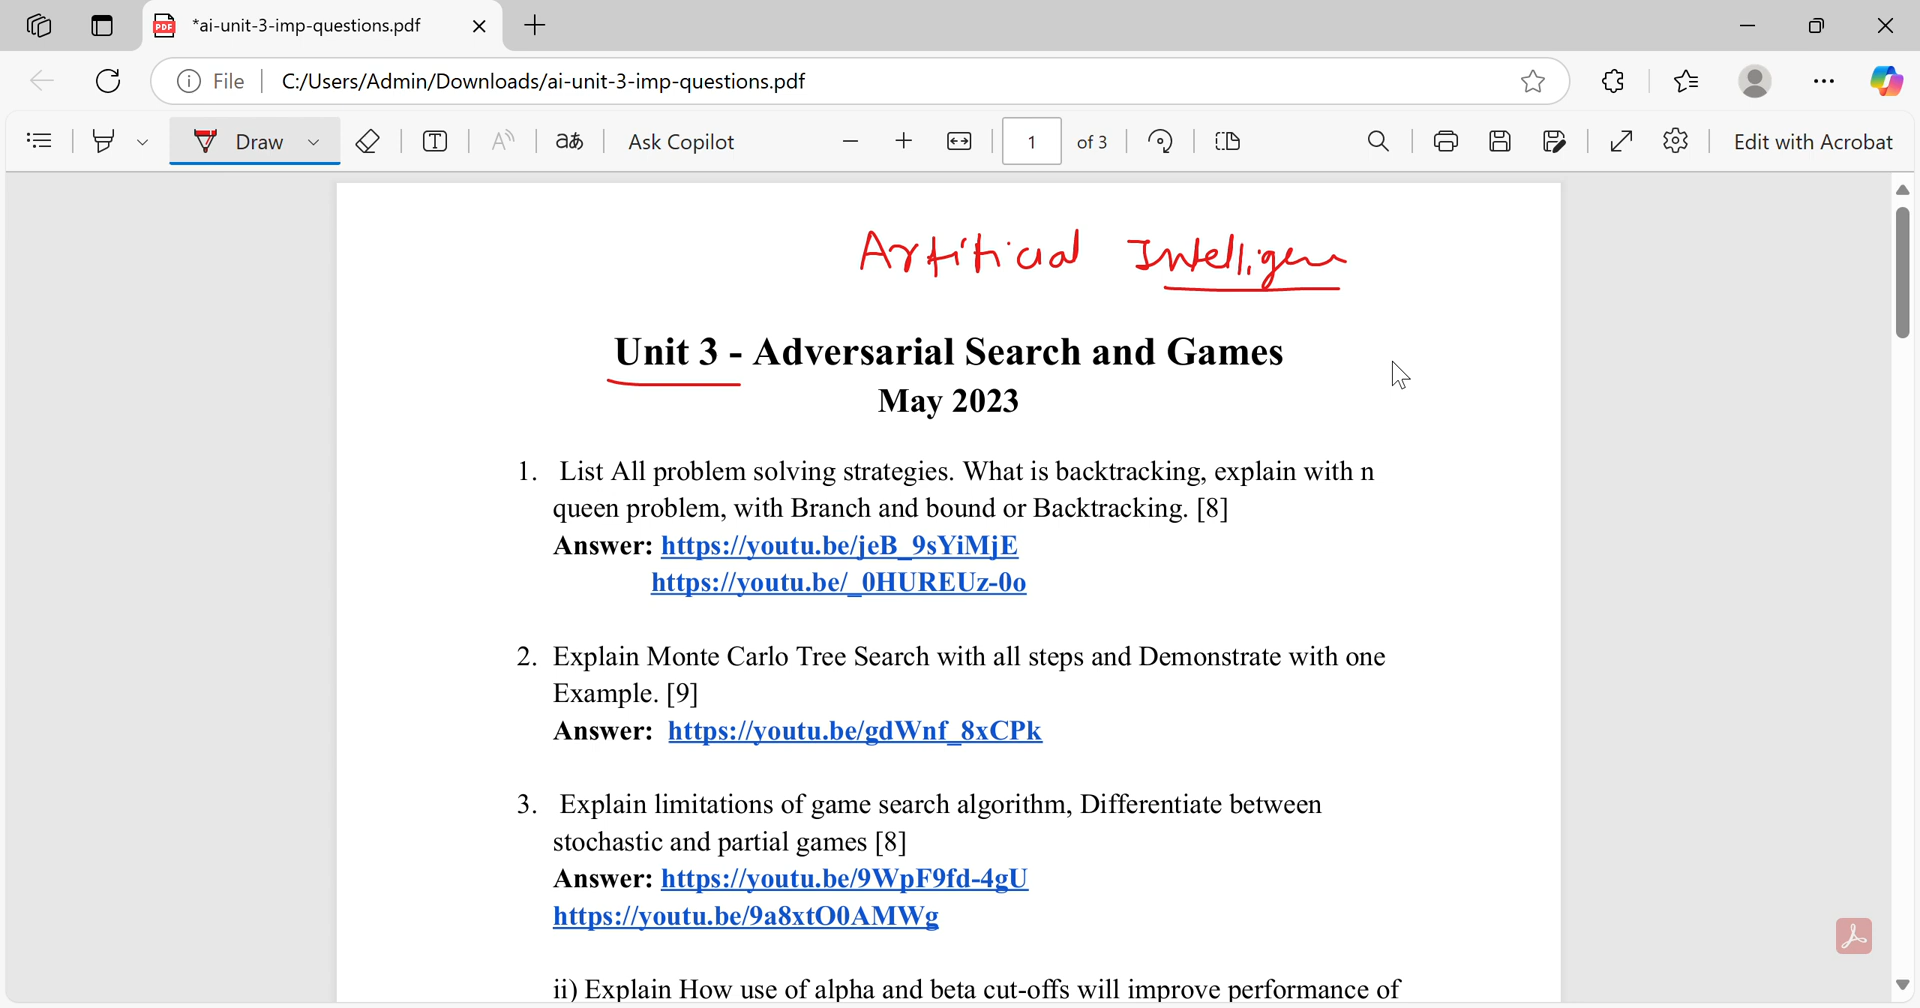 *ai-unit-3-imp-questions.pdf
File C:/Users/Admin/Downloads/ai-unit-3-imp-questions.pdf
Draw T aあ Ask Copilot 1 of 3 Edit with Acrobat
Artificial Intelligen
Unit 3 - Adversarial Search and Games
May 2023
1. List All problem solving strategies. What is backtracking, explain with n
queen problem, with Branch and bound or Backtracking. [8]
Answer: https://youtu.be/jeB_9sYiMjE
https://youtu.be/_0HUREUz-0o
2. Explain Monte Carlo Tree Search with all steps and Demonstrate with one
Example. [9]
Answer: https://youtu.be/gdWnf_8xCPk
3. Explain limitations of game search algorithm, Differentiate between
stochastic and partial games [8]
Answer: https://youtu.be/9WpF9fd-4gU
https://youtu.be/9a8xtO0AMWg
ii) Explain How use of alpha and beta cut-offs will improve performance of